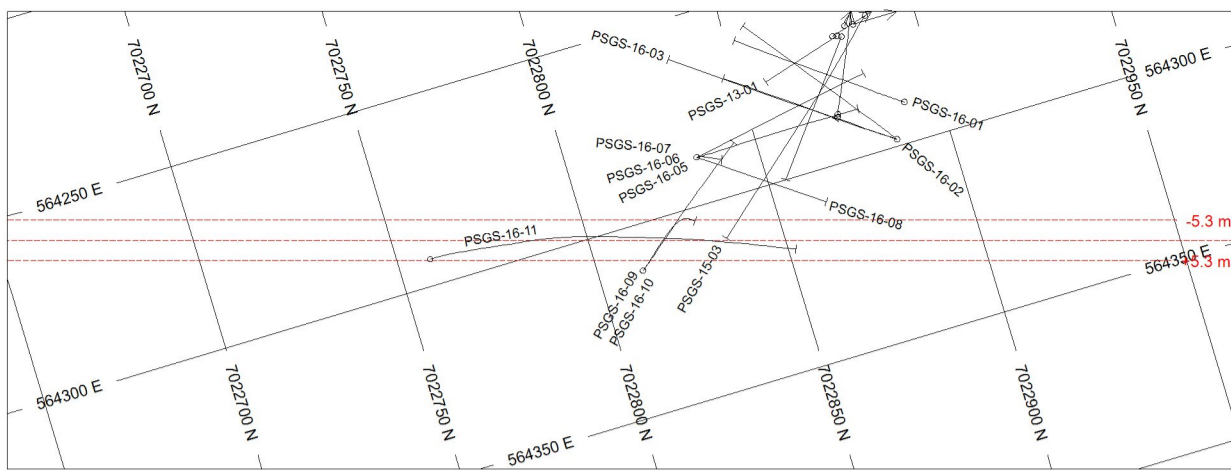 7022700 N
7022750 N
7022800 N
7022950 N
564300 E
PSGS-16-03
PSGS-13-01
PSGS-16-01
PSGS-16-02
PSGS-16-07
PSGS-16-06
PSGS-16-05
564250 E
PSGS-16-08
-5.3 m
PSGS-16-11
+5.3 m
564350 E
PSGS-15-03
PSGS-16-09
PSGS-16-10
564300 E
7022700 N
7022750 N
7022800 N
7022850 N
7022900 N
564350 E